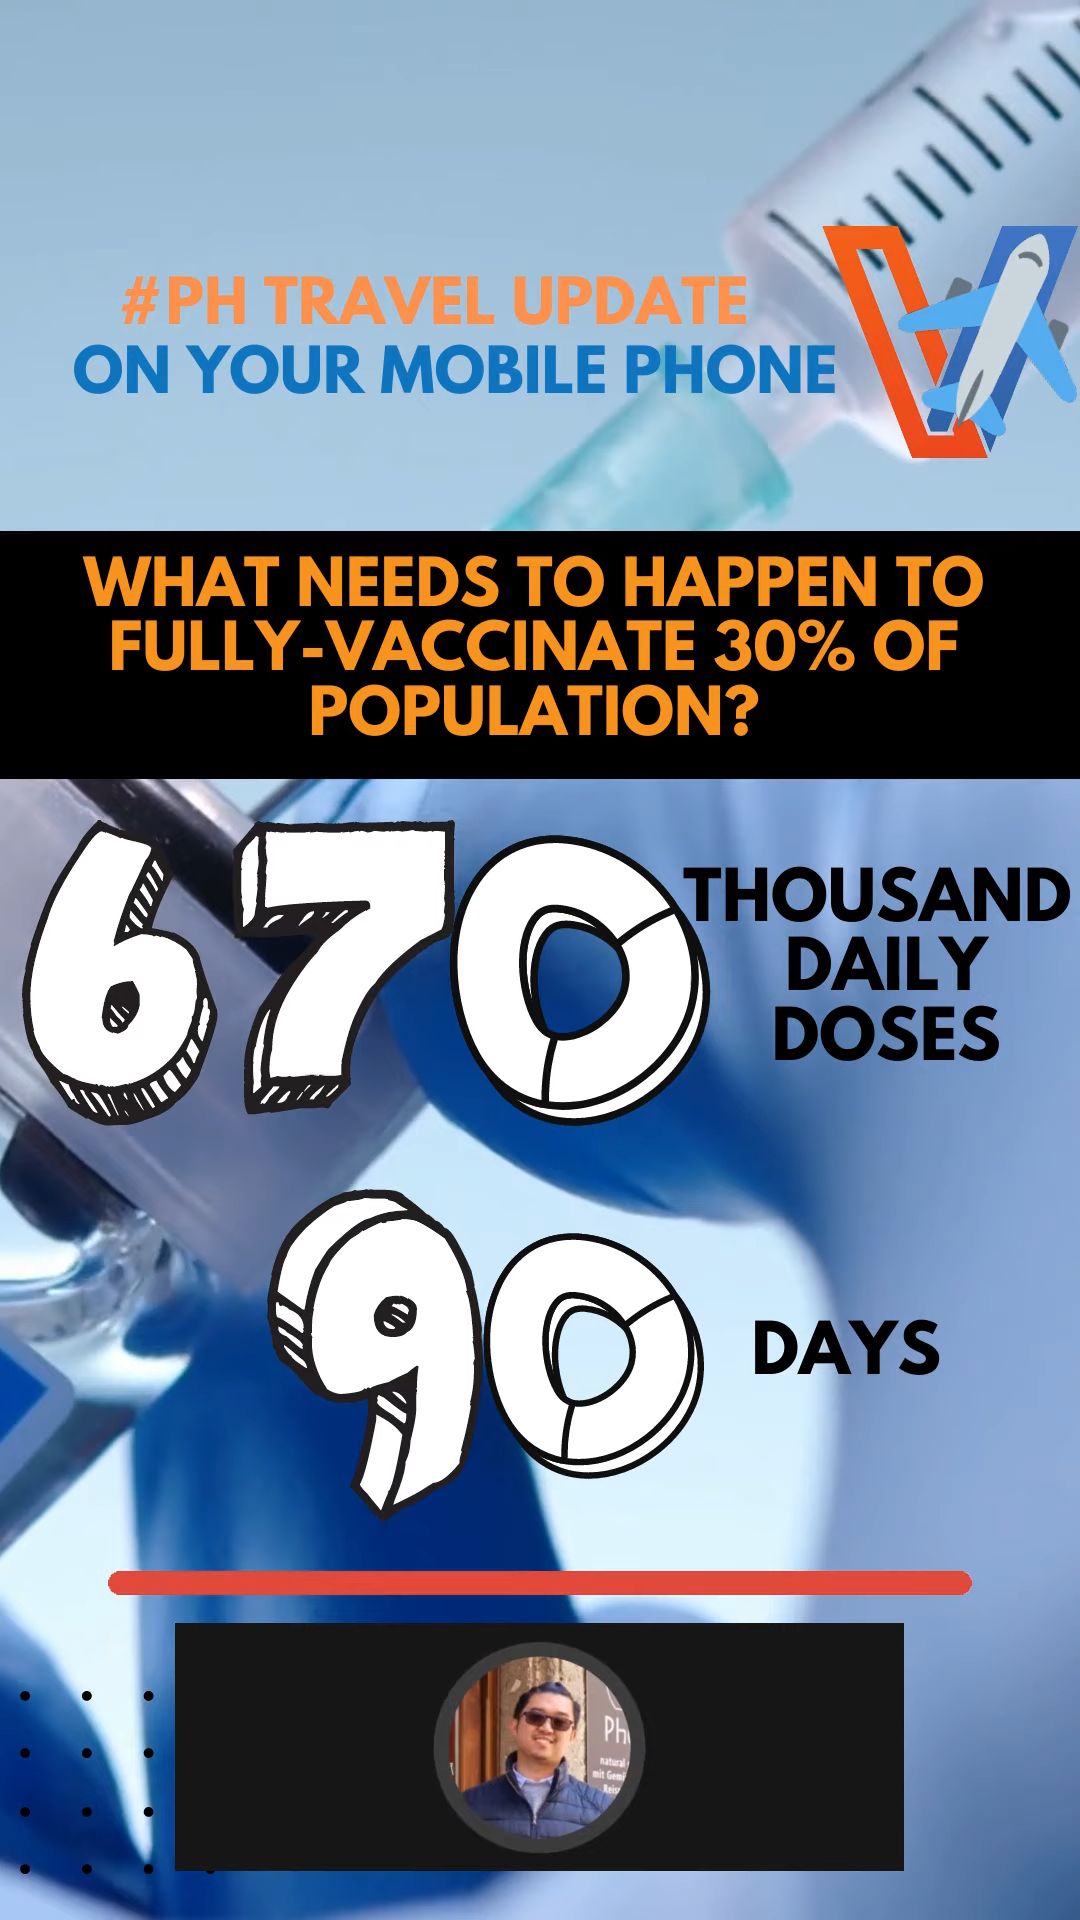 #PH TRAVEL UPDATE
ON YOUR MOBILE PHONE
V
WHAT NEEDS TO HAPPEN TO
FULLY-VACCINATE 30% OF
POPULATION?
670
THOUSAND
DAILY
DOSES
90
DAYS
natural